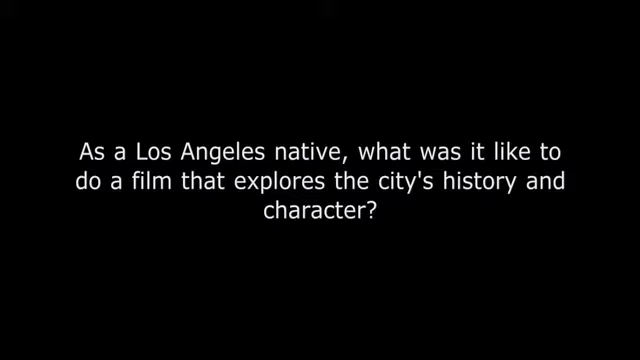 As a Los Angeles native, what was it like to
do a film that explores the city's history and
character?